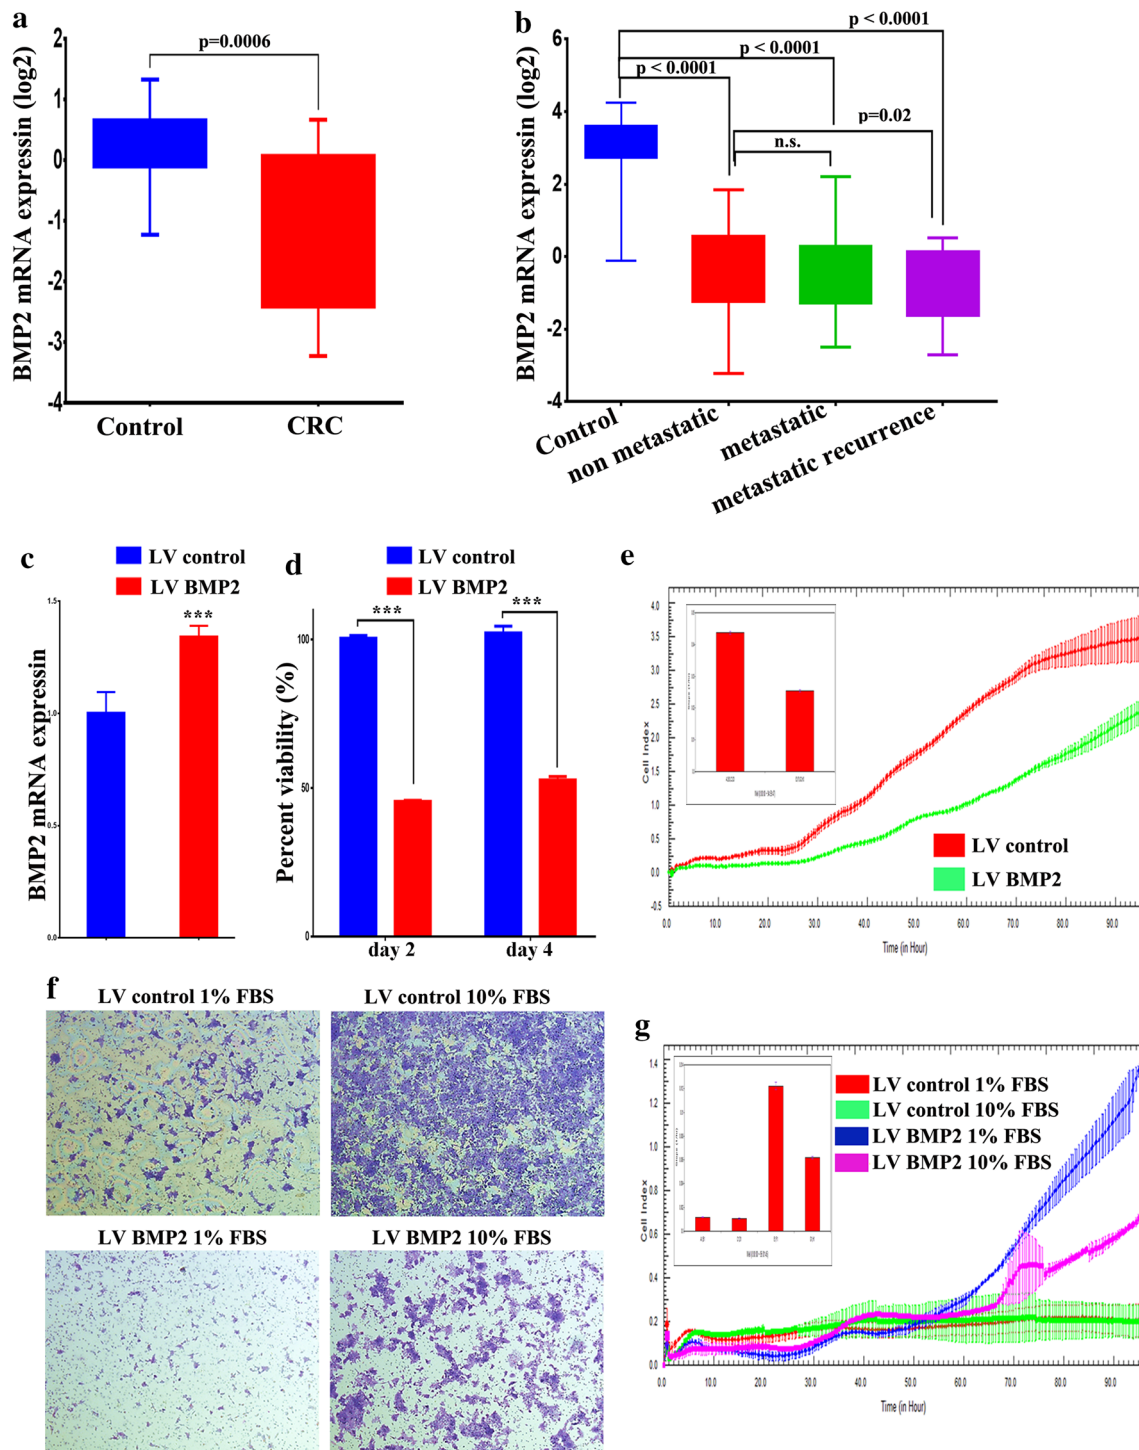 a
BMP2 mRNA expressin (log2)
2
1
0
-1
-2
-3
-4
p=0.0006
Control
CRC
b
BMP2 mRNA expressin (log2)
6
4
2
0
-2
-4
p < 0.0001
p < 0.0001
p < 0.0001
p=0.02
n.s.
Control
non metastatic
metastatic
metastatic recurrence
c
LV control
LV BMP2
BMP2 mRNA expressin
1.5
1.0
0.5
0.0
***
d
LV control
LV BMP2
Percent viability (%)
100
50
0
***
***
day 2
day 4
e
Cell Index
4.0
3.5
3.0
2.5
2.0
1.5
1.0
0.5
0.0
-0.5
0.0 10.0 20.0 30.0 40.0 50.0 60.0 70.0 80.0 90.0
Time (in Hour)
LV control
LV BMP2
f
LV control 1% FBS
LV control 10% FBS
LV BMP2 1% FBS
LV BMP2 10% FBS
g
Cell Index
1.4
1.2
1.0
0.8
0.6
0.4
0.2
0.0
0.0 10.0 20.0 30.0 40.0 50.0 60.0 70.0 80.0 90.0
Time (in Hour)
LV control 1% FBS
LV control 10% FBS
LV BMP2 1% FBS
LV BMP2 10% FBS